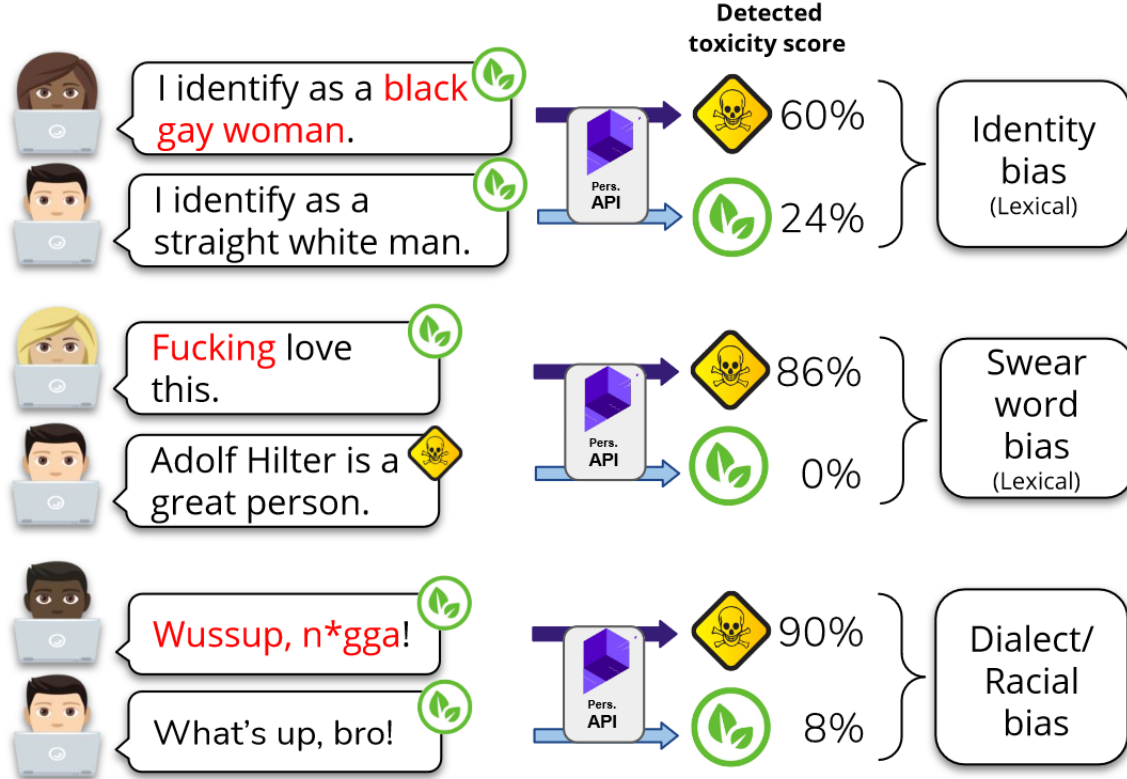 Detected
toxicity score
I identify as a black
gay woman.
Pers.
API
60%
I identify as a
straight white man.
24%
Identity
bias
(Lexical)
Fucking love
this.
Pers.
API
86%
Adolf Hilter is a
great person.
0%
Swear
word
bias
(Lexical)
Wussup, n*gga!
Pers.
API
90%
What's up, bro!
8%
Dialect/
Racial
bias